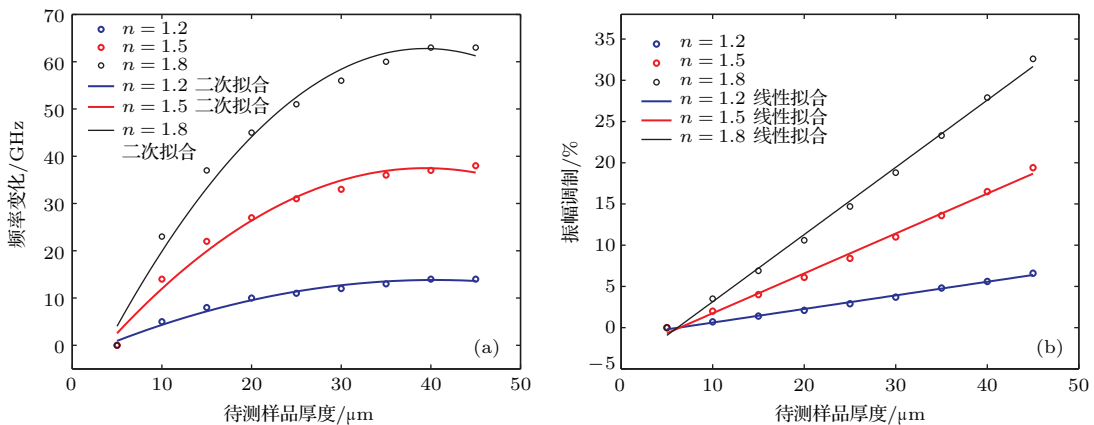 70
60
50
40
30
20
10
0
频率变化/GHz
n = 1.2
n = 1.5
n = 1.8
n = 1.2 二次拟合
n = 1.5 二次拟合
n = 1.8
二次拟合
(a)
0 10 20 30 40 50
待测样品厚度/μm
35
30
25
20
15
10
5
0
−5
振幅调制/%
n = 1.2
n = 1.5
n = 1.8
n = 1.2 线性拟合
n = 1.5 线性拟合
n = 1.8 线性拟合
(b)
0 10 20 30 40 50
待测样品厚度/μm